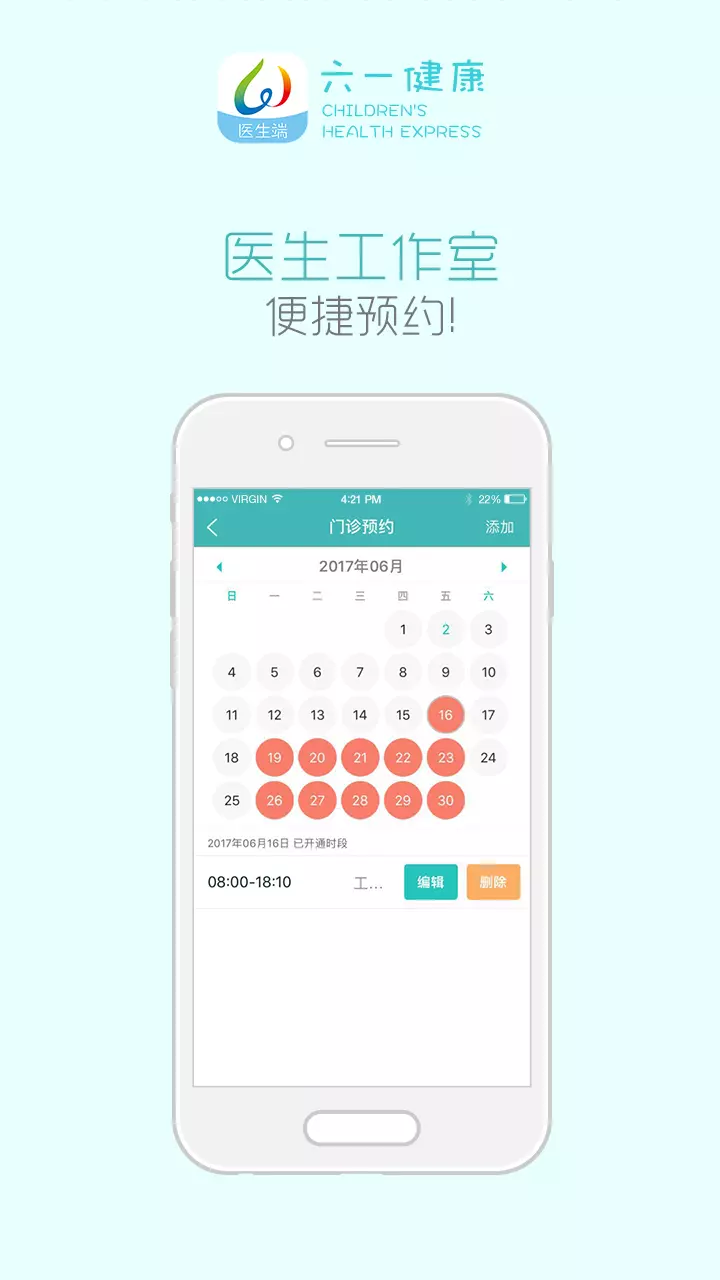 医生端
六一健康
CHILDREN'S
HEALTH EXPRESS
医生工作室
便捷预约!
VIRGIN 4:21 PM 22%
门诊预约 添加
2017年06月
日 一 二 三 四 五 六
1 2 3
4 5 6 7 8 9 10
11 12 13 14 15 16 17
18 19 20 21 22 23 24
25 26 27 28 29 30
2017年06月16日 已开通时段
08:00-18:10 工... 编辑 删除